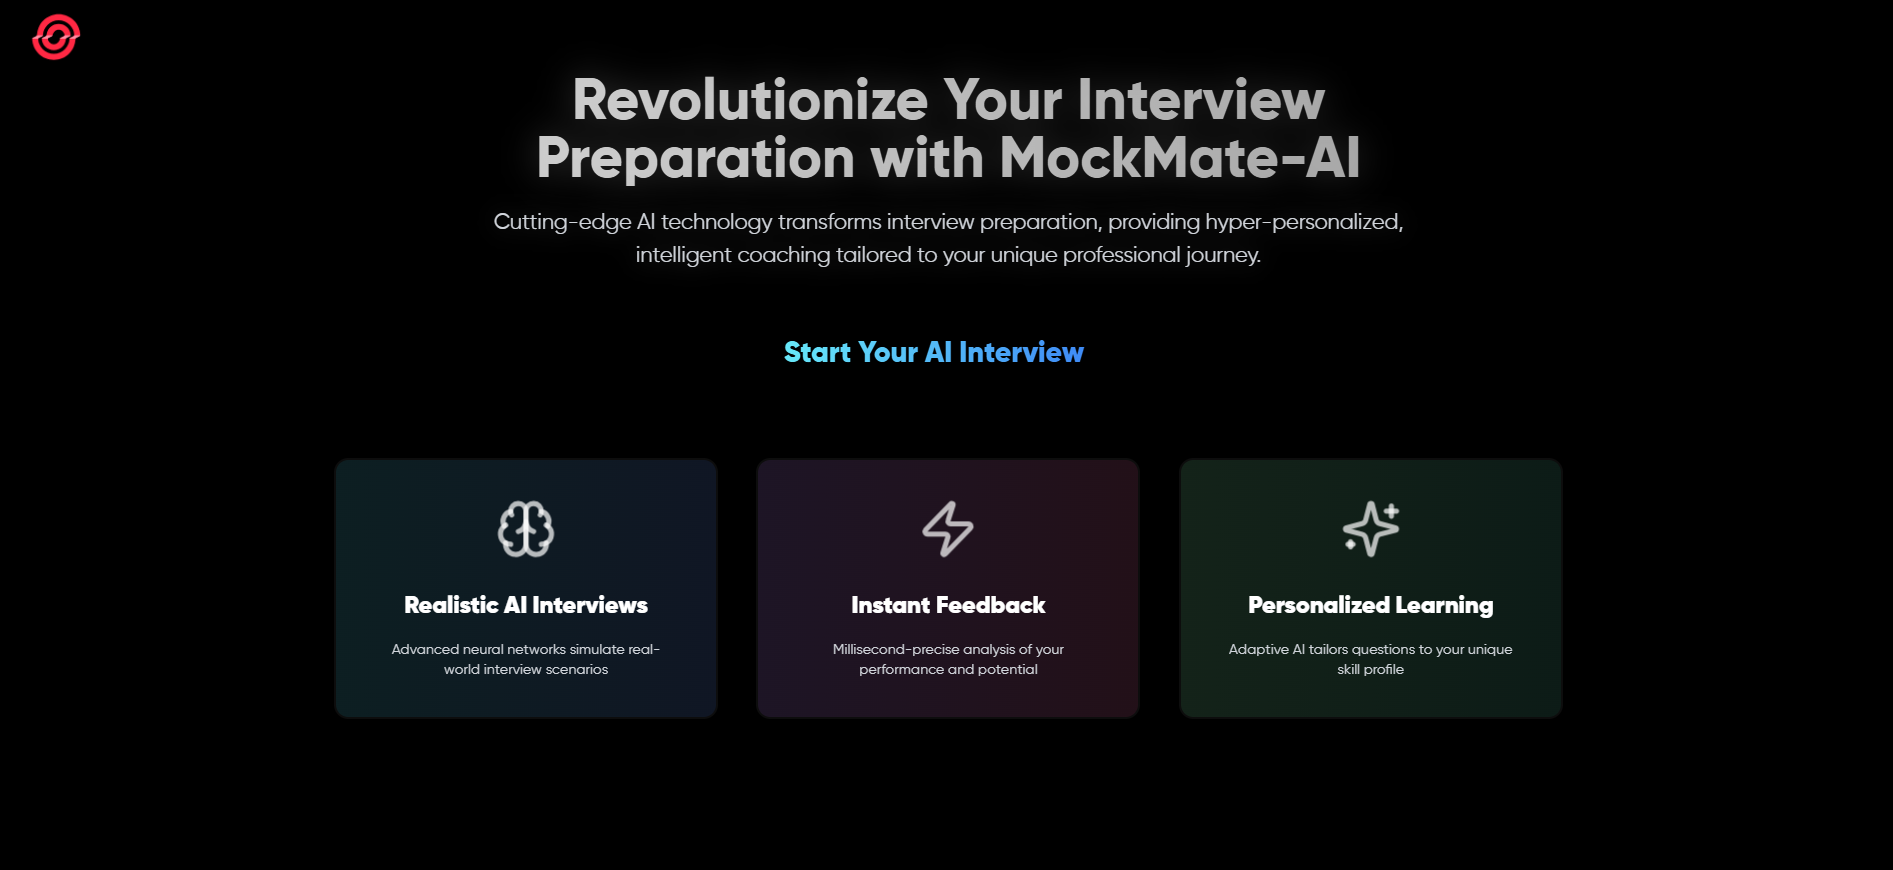 Revolutionize Your Interview
Preparation with MockMate-AI
Cutting-edge AI technology transforms interview preparation, providing hyper-personalized,
intelligent coaching tailored to your unique professional journey.
Start Your AI Interview
Realistic AI Interviews
Advanced neural networks simulate real-
world interview scenarios
Instant Feedback
Millisecond-precise analysis of your
performance and potential
Personalized Learning
Adaptive AI tailors questions to your unique
skill profile